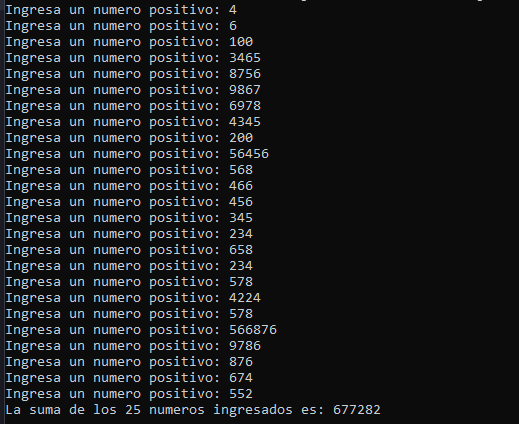 Ingresa un numero positivo: 4
Ingresa un numero positivo: 6
Ingresa un numero positivo: 100
Ingresa un numero positivo: 3465
Ingresa un numero positivo: 8756
Ingresa un numero positivo: 9867
Ingresa un numero positivo: 6978
Ingresa un numero positivo: 4345
Ingresa un numero positivo: 200
Ingresa un numero positivo: 56456
Ingresa un numero positivo: 568
Ingresa un numero positivo: 466
Ingresa un numero positivo: 456
Ingresa un numero positivo: 345
Ingresa un numero positivo: 234
Ingresa un numero positivo: 658
Ingresa un numero positivo: 234
Ingresa un numero positivo: 578
Ingresa un numero positivo: 4224
Ingresa un numero positivo: 578
Ingresa un numero positivo: 566876
Ingresa un numero positivo: 9786
Ingresa un numero positivo: 876
Ingresa un numero positivo: 674
Ingresa un numero positivo: 552
La suma de los 25 numeros ingresados es: 677282